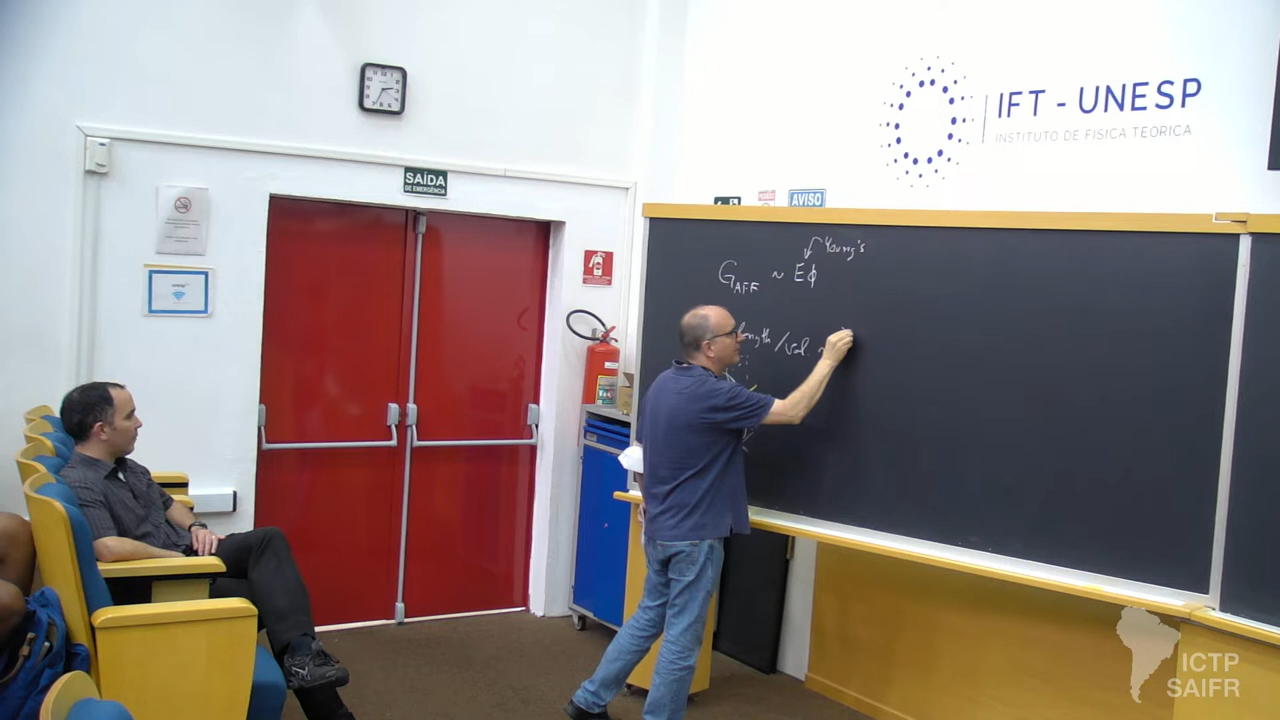 IFT - UNESP
INSTITUTO DE FÍSICA TEÓRICA
SAÍDA
DE EMERGÊNCIA
AVISO
Young's
G_AFF ~ Eϕ
length / vol. ~
ICTP
SAIFR